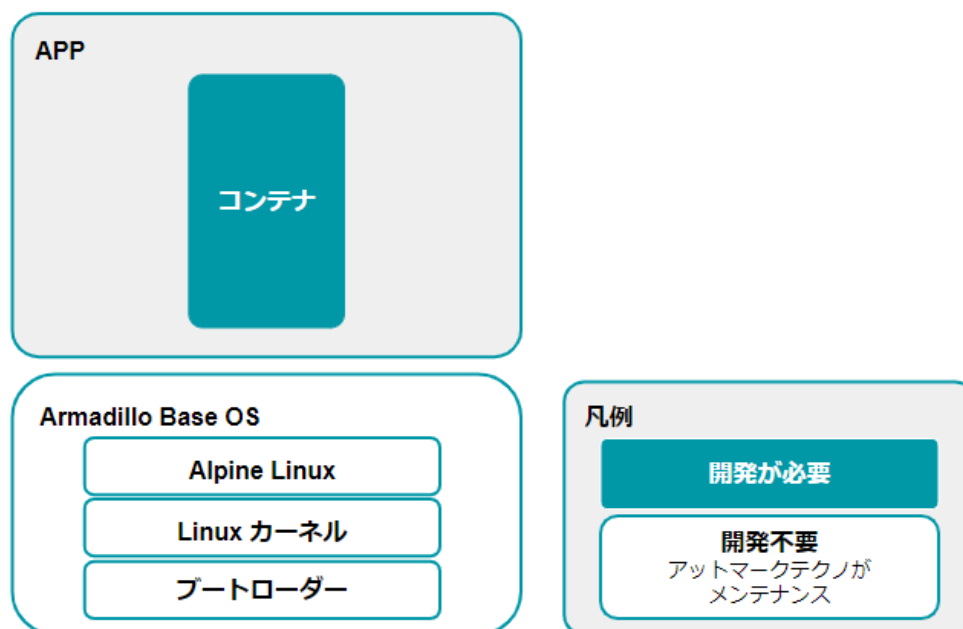 APP
コンテナ
Armadillo Base OS
Alpine Linux
Linux カーネル
ブートローダー
凡例
開発が必要
開発不要
アットマークテクノが
メンテナンス